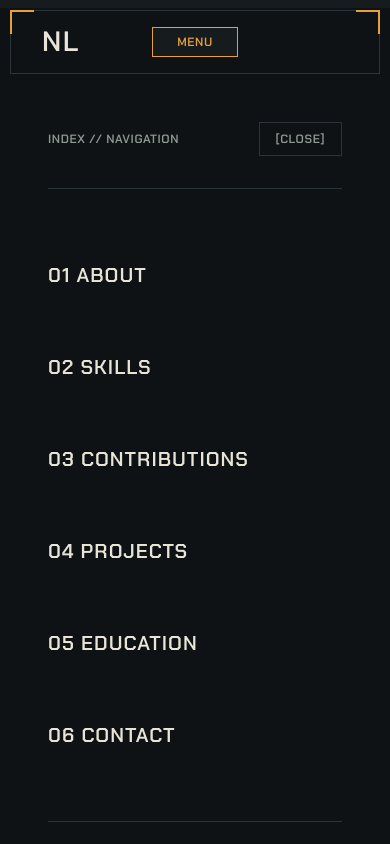 NL
MENU
INDEX // NAVIGATION
[CLOSE]
01 ABOUT
02 SKILLS
03 CONTRIBUTIONS
04 PROJECTS
05 EDUCATION
06 CONTACT